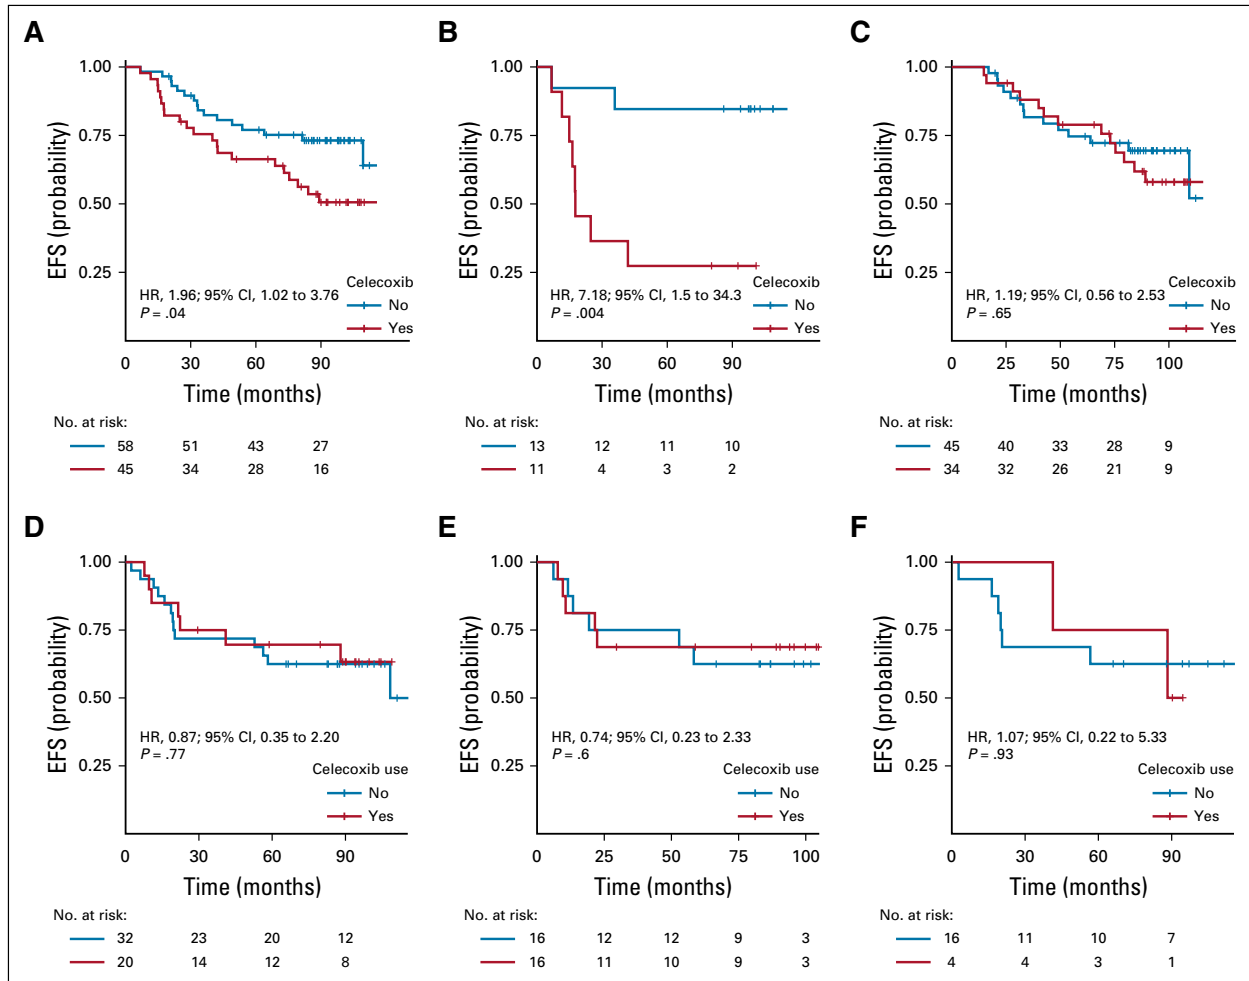 A
1.00
0.75
0.50
0.25
EFS (probability)
HR, 1.96; 95% CI, 1.02 to 3.76
P = .04
Celecoxib
No
Yes
0 30 60 90
Time (months)
No. at risk:
58 51 43 27
45 34 28 16
B
1.00
0.75
0.50
0.25
EFS (probability)
HR, 7.18; 95% CI, 1.5 to 34.3
P = .004
Celecoxib
No
Yes
0 30 60 90
Time (months)
13 12 11 10
11 4 3 2
C
1.00
0.75
0.50
0.25
EFS (probability)
HR, 1.19; 95% CI, 0.56 to 2.53
P = .65
Celecoxib
No
Yes
0 25 50 75 100
Time (months)
No. at risk:
45 40 33 28 9
34 32 26 21 9
D
1.00
0.75
0.50
0.25
EFS (probability)
HR, 0.87; 95% CI, 0.35 to 2.20
P = .77
Celecoxib use
No
Yes
0 30 60 90
Time (months)
No. at risk:
32 23 20 12
20 14 12 8
E
1.00
0.75
0.50
0.25
EFS (probability)
HR, 0.74; 95% CI, 0.23 to 2.33
P = .6
Celecoxib use
No
Yes
0 25 50 75 100
Time (months)
No. at risk:
16 12 12 9 3
16 11 10 9 3
F
1.00
0.75
0.50
0.25
EFS (probability)
HR, 1.07; 95% CI, 0.22 to 5.33
P = .93
Celecoxib use
No
Yes
0 30 60 90
Time (months)
No. at risk:
16 11 10 7
4 4 3 1